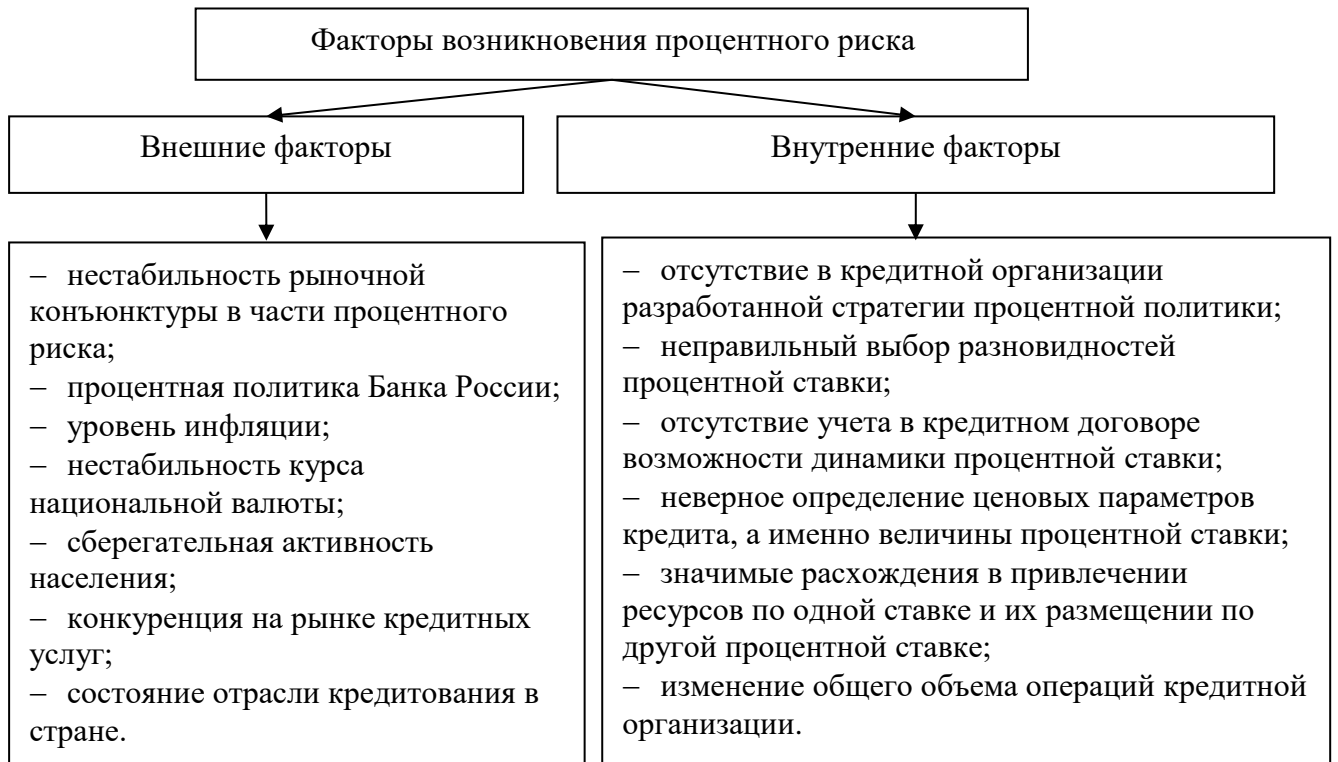 Факторы возникновения процентного риска
Внешние факторы
Внутренние факторы
– нестабильность рыночной
конъюнктуры в части процентного
риска;
– процентная политика Банка России;
– уровень инфляции;
– нестабильность курса
национальной валюты;
– сберегательная активность
населения;
– конкуренция на рынке кредитных
услуг;
– состояние отрасли кредитования в
стране.
– отсутствие в кредитной организации
разработанной стратегии процентной политики;
– неправильный выбор разновидностей
процентной ставки;
– отсутствие учета в кредитном договоре
возможности динамики процентной ставки;
– неверное определение ценовых параметров
кредита, а именно величины процентной ставки;
– значимые расхождения в привлечении
ресурсов по одной ставке и их размещении по
другой процентной ставке;
– изменение общего объема операций кредитной
организации.